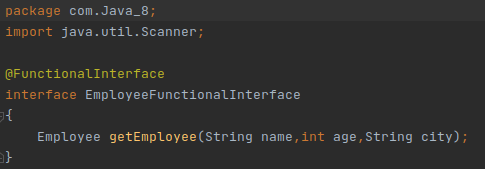 package com.Java_8;
import java.util.Scanner;
@FunctionalInterface
interface EmployeeFunctionalInterface
{
    Employee getEmployee(String name,int age,String city);
}